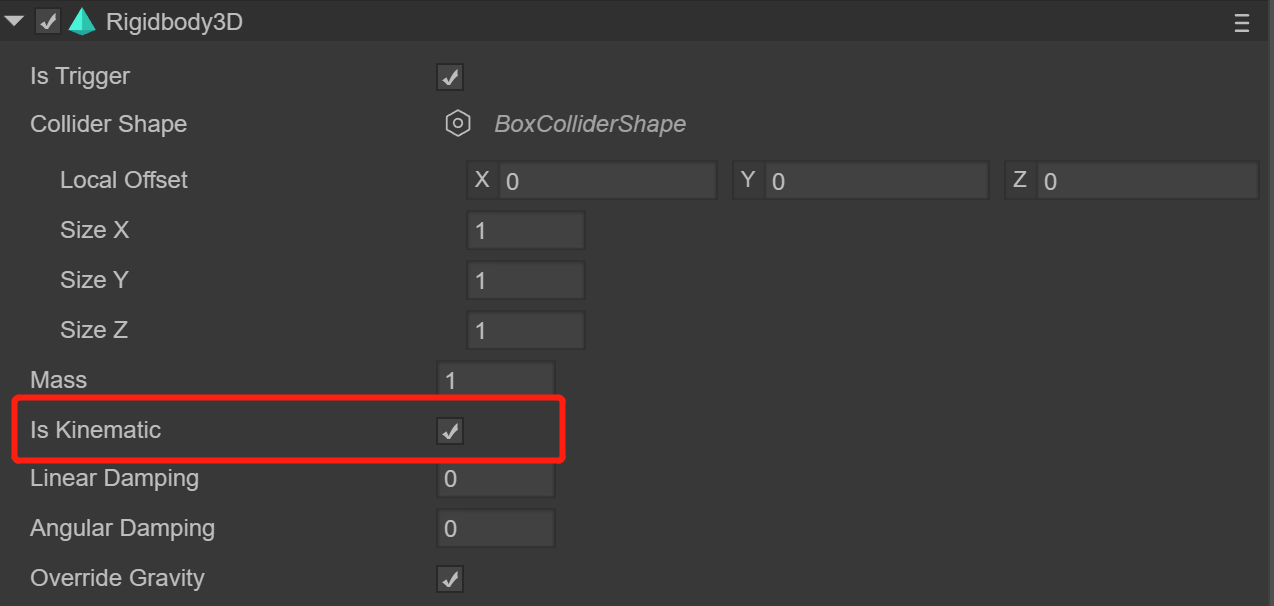 Rigidbody3D
Is Trigger
Collider Shape BoxColliderShape
Local Offset X 0 Y 0 Z 0
Size X 1
Size Y 1
Size Z 1
Mass 1
Is Kinematic
Linear Damping 0
Angular Damping 0
Override Gravity